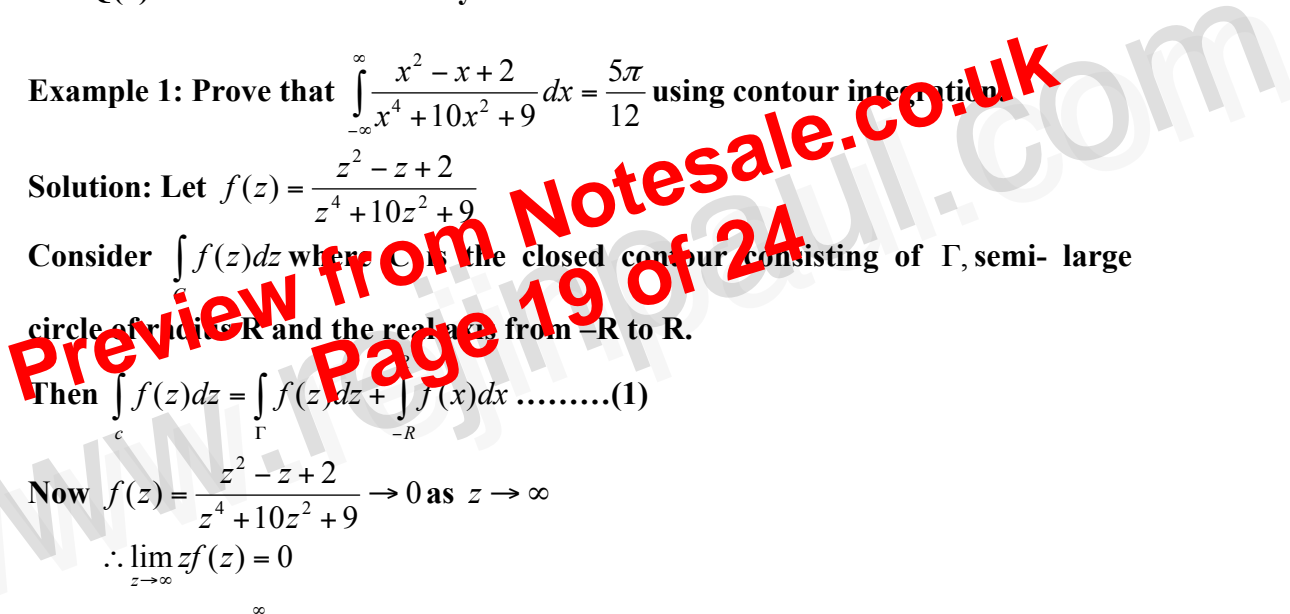 Example 1: Prove that ∫_{-∞}^{∞} (x² − x + 2)/(x⁴ + 10x² + 9) dx = 5π/12 using contour integration.
Solution: Let f(z) = (z² − z + 2)/(z⁴ + 10z² + 9)
Consider ∫_C f(z)dz where C is the closed contour consisting of Γ, semi- large
circle of radius R and the real axis from –R to R.
Then ∫_c f(z)dz = ∫_Γ f(z)dz + ∫_{-R}^{R} f(x)dx ………(1)
Now f(z) = (z² − z + 2)/(z⁴ + 10z² + 9) → 0 as z → ∞
∴ lim_{z→∞} zf(z) = 0
∞
Preview from Notesale.co.uk
Page 19 of 24
www.rejinpaul.com